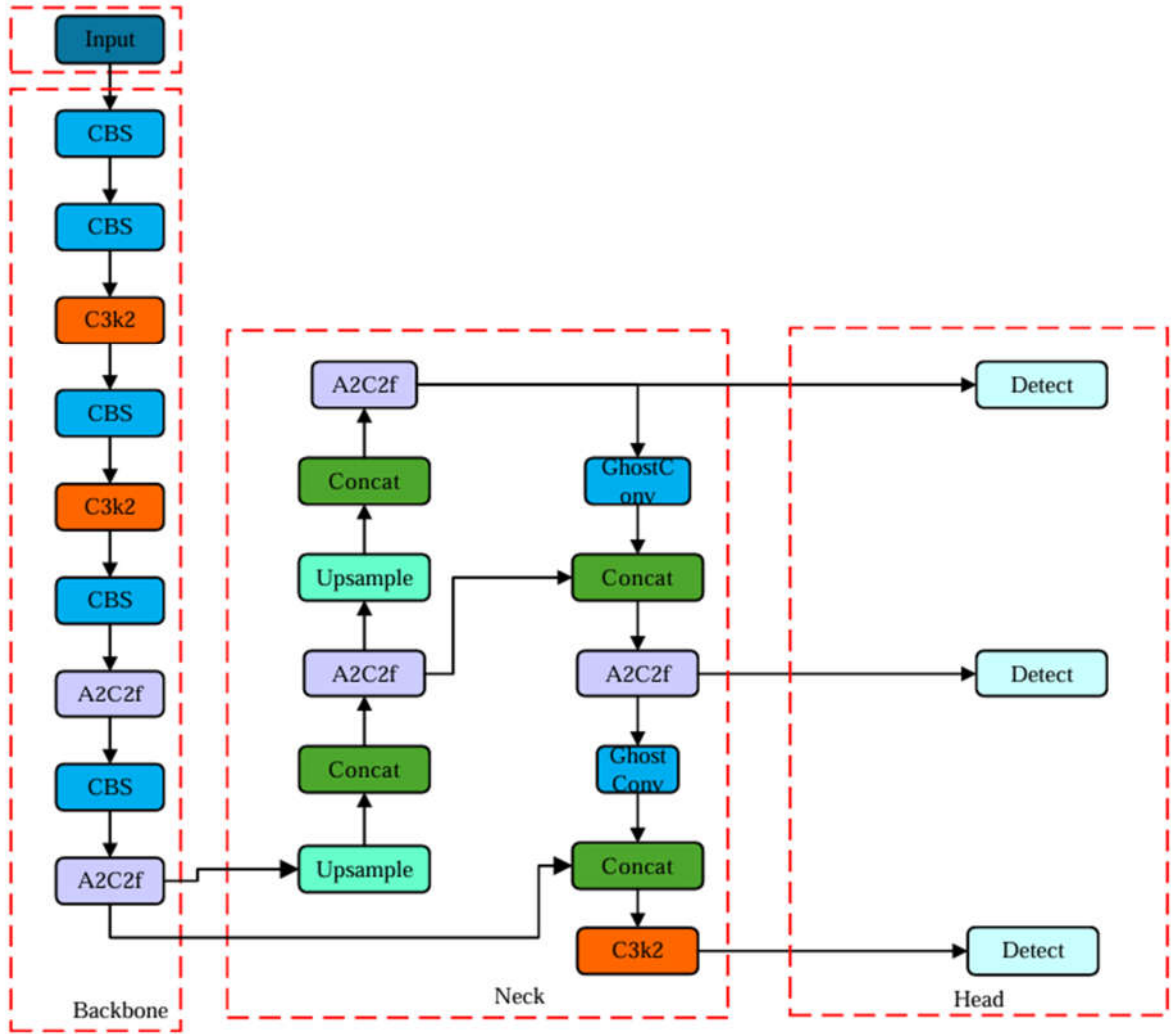 Input
CBS
CBS
C3k2
CBS
C3k2
CBS
A2C2f
CBS
A2C2f
Backbone
A2C2f
Concat
Upsample
A2C2f
Concat
Upsample
GhostC
onv
Concat
A2C2f
Ghost
Conv
Concat
C3k2
Neck
Detect
Detect
Detect
Head